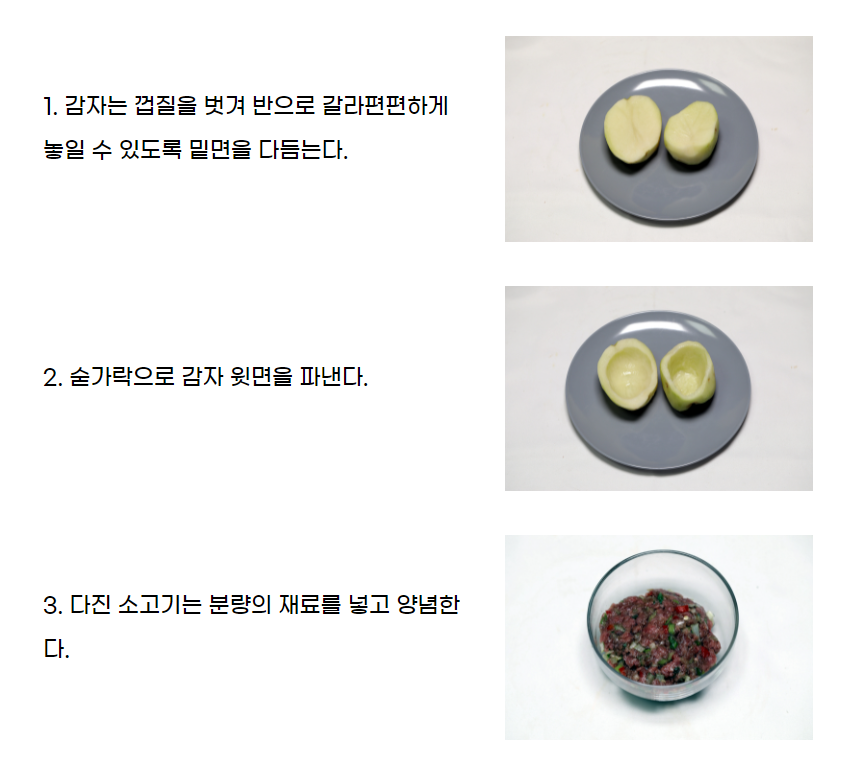 1. 감자는 껍질을 벗겨 반으로 갈라편편하게
놓일 수 있도록 밑면을 다듬는다.
2. 숟가락으로 감자 윗면을 파낸다.
3. 다진 소고기는 분량의 재료를 넣고 양념한
다.